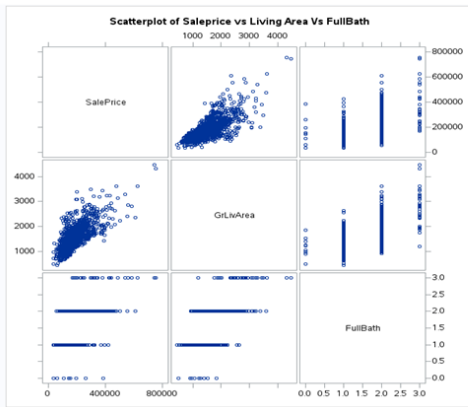 Scatterplot of Saleprice vs Living Area Vs FullBath
1000 2000 3000 4000
SalePrice
800000
600000
400000
200000
0
4000
3000
2000
1000
GrLivArea
FullBath
3.0
2.5
2.0
1.5
1.0
0.5
0.0
0 400000 800000
0.0 0.5 1.0 1.5 2.0 2.5 3.0